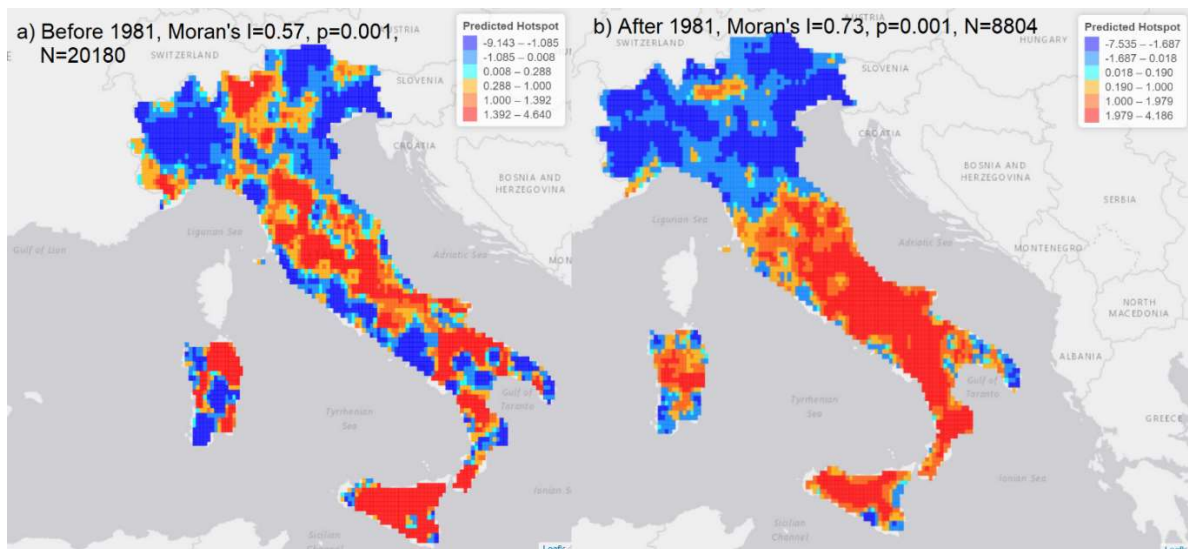 a) Before 1981, Moran's I=0.57, p=0.001,
N=20180
AUSTRIA
SWITZERLAND
SLOVENIA
CROATIA
BOSNIA AND
HERZEGOVINA
Ligurian Sea
Gulf of Lion
Adriatic Sea
MON
Tyrrhenian
Sea
Gulf of
Taranto
Ionian S
Sicilian
Channel
Leafle
Predicted Hotspot
-9.143 – -1.085
-1.085 – 0.008
0.008 – 0.288
0.288 – 1.000
1.000 – 1.392
1.392 – 4.640
b) After 1981, Moran's I=0.73, p=0.001, N=8804
SWITZERLAND
HUNGARY
SLOVENIA
CROATIA
BOSNIA AND
HERZEGOVINA
SERBIA
Ligurian Sea
Adriatic Sea
MONTENEGRO
NORTH
MACEDONIA
ALBANIA
Gulf of
Taranto
Tyrrhenian
Sea
GREECE
Ionian Sea
Sicilian
Channel
Leafle
Predicted Hotspot
-7.535 – -1.687
-1.687 – 0.018
0.018 – 0.190
0.190 – 1.000
1.000 – 1.979
1.979 – 4.186